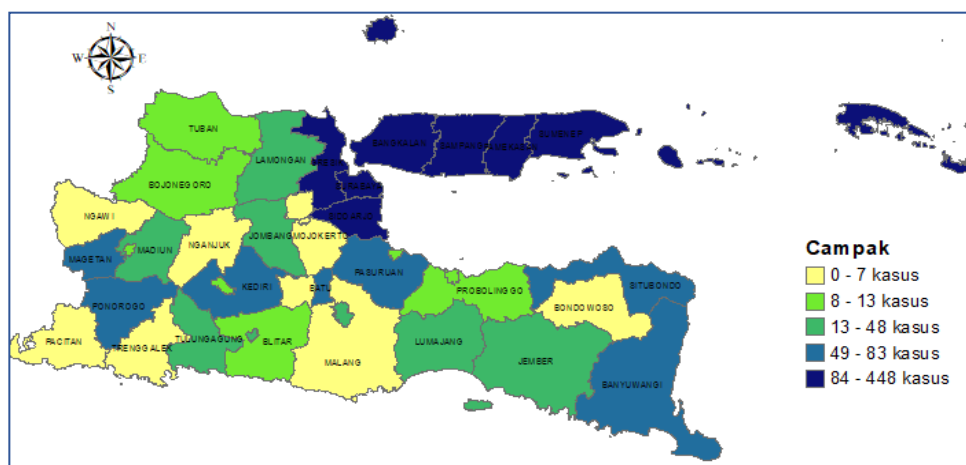 N
W E
S
TUBAN
LAMONGAN
BANGKALAN
SAMPANG
PAMEKASAN
SUMENEP
GRESIK
SURABAYA
BOJONEGORO
SIDOARJO
NGAWI
MADIUN
NGANJUK
JOMBANG
MOJOKERTO
MAGETAN
PASURUAN
KEDIRI
BATU
PROBOLINGGO
SITUBONDO
PONOROGO
BONDOWOSO
PACITAN
TRENGGALEK
TULUNGAGUNG
BLITAR
MALANG
LUMAJANG
JEMBER
BANYUWANGI
Campak
0 - 7 kasus
8 - 13 kasus
13 - 48 kasus
49 - 83 kasus
84 - 448 kasus